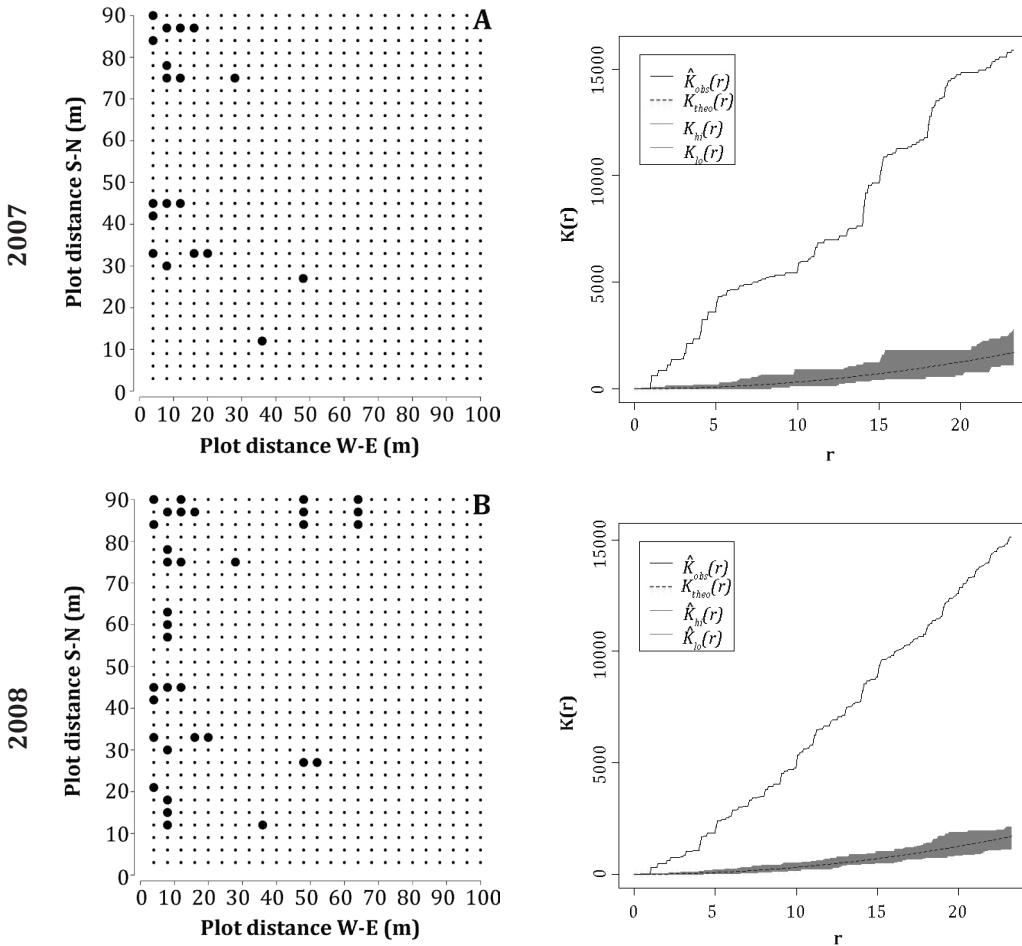 2007
A
Plot distance S-N (m)
90
80
70
60
50
40
30
20
10
0
0 10 20 30 40 50 60 70 80 90 100
Plot distance W-E (m)
K̂obs(r)
Ktheo(r)
Khi(r)
Klo(r)
K(r)
15000
10000
5000
0
0 5 10 15 20
r
2008
B
Plot distance S-N (m)
90
80
70
60
50
40
30
20
10
0
0 10 20 30 40 50 60 70 80 90 100
Plot distance W-E (m)
K̂obs(r)
Ktheo(r)
K̂hi(r)
K̂lo(r)
K(r)
15000
10000
5000
0
0 5 10 15 20
r